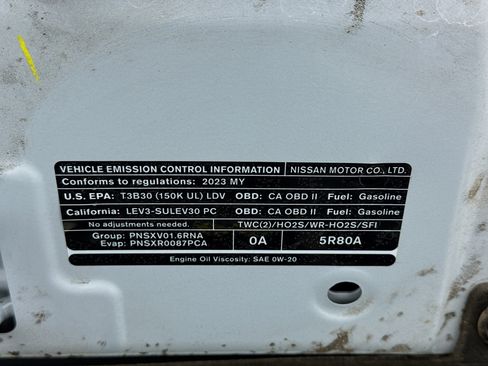 VEHICLE EMISSION CONTROL INFORMATION NISSAN MOTOR CO., LTD.
Conforms to regulations: 2023 MY
U.S. EPA: T3B30 (150K UL) LDV OBD: CA OBD II Fuel: Gasoline
California: LEV3-SULEV30 PC OBD: CA OBD II Fuel: Gasoline
No adjustments needed. TWC(2)/HO2S/WR-HO2S/SFI
Group: PNSXV01.6RNA
Evap: PNSXR0087PCA 0A 5R80A
Engine Oil Viscosity: SAE 0W-20